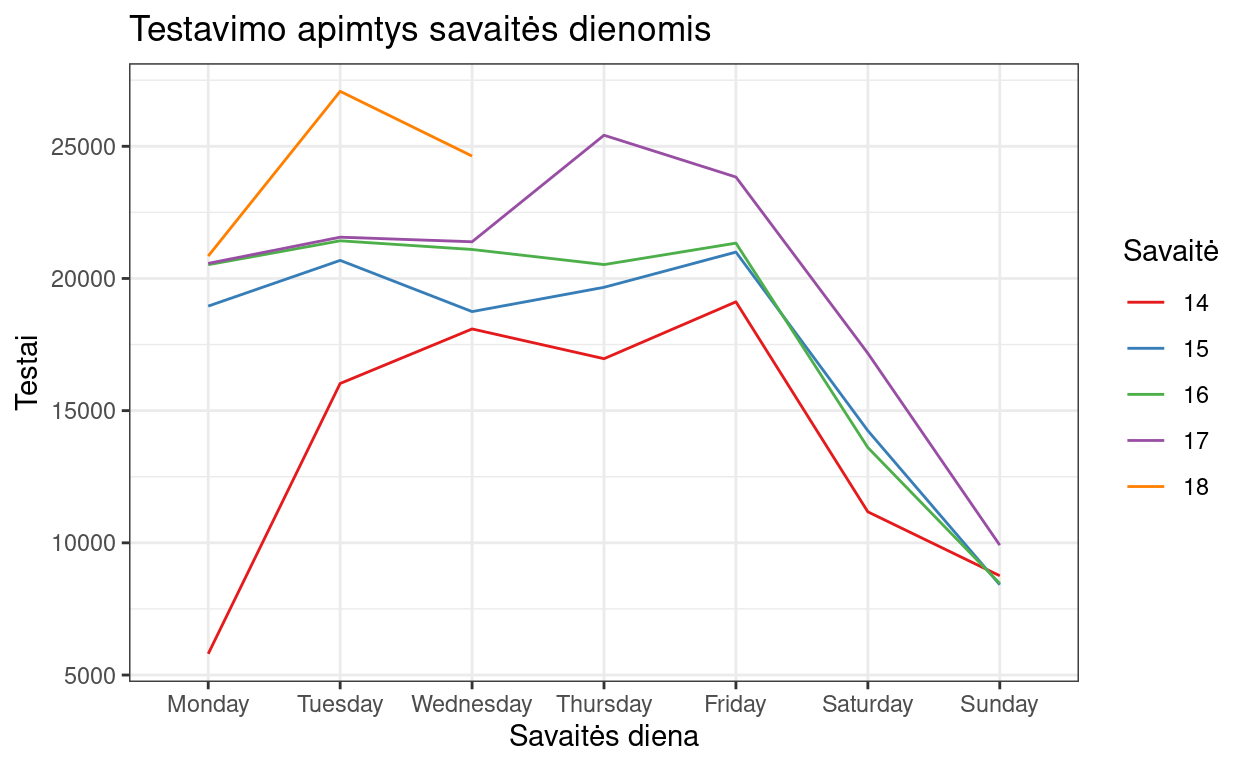 Testavimo apimtys savaitės dienomis
Testai
25000
20000
15000
10000
5000
Monday Tuesday Wednesday Thursday Friday Saturday Sunday
Savaitės diena
Savaitė
14
15
16
17
18